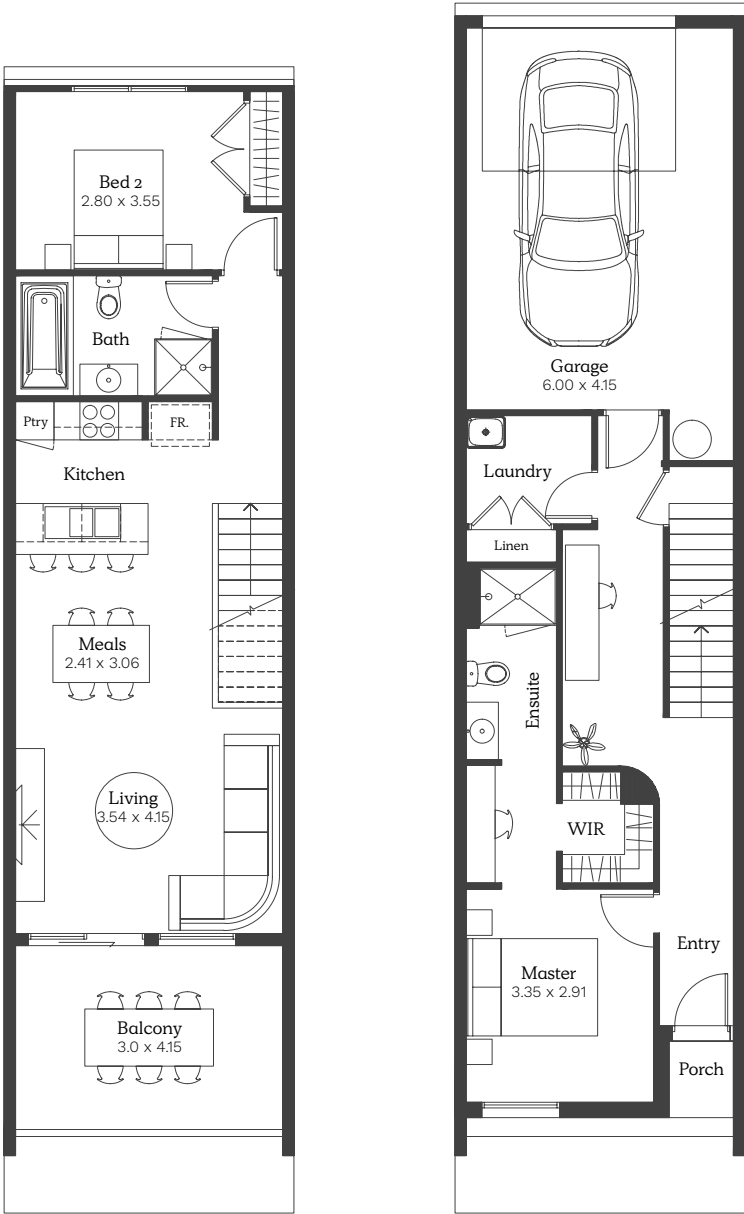 Bed 2
2.80 x 3.55
Bath
Ptry
FR.
Kitchen
Meals
2.41 x 3.06
Living
3.54 x 4.15
Balcony
3.0 x 4.15
Garage
6.00 x 4.15
Laundry
Linen
Ensuite
WIR
Entry
Master
3.35 x 2.91
Porch